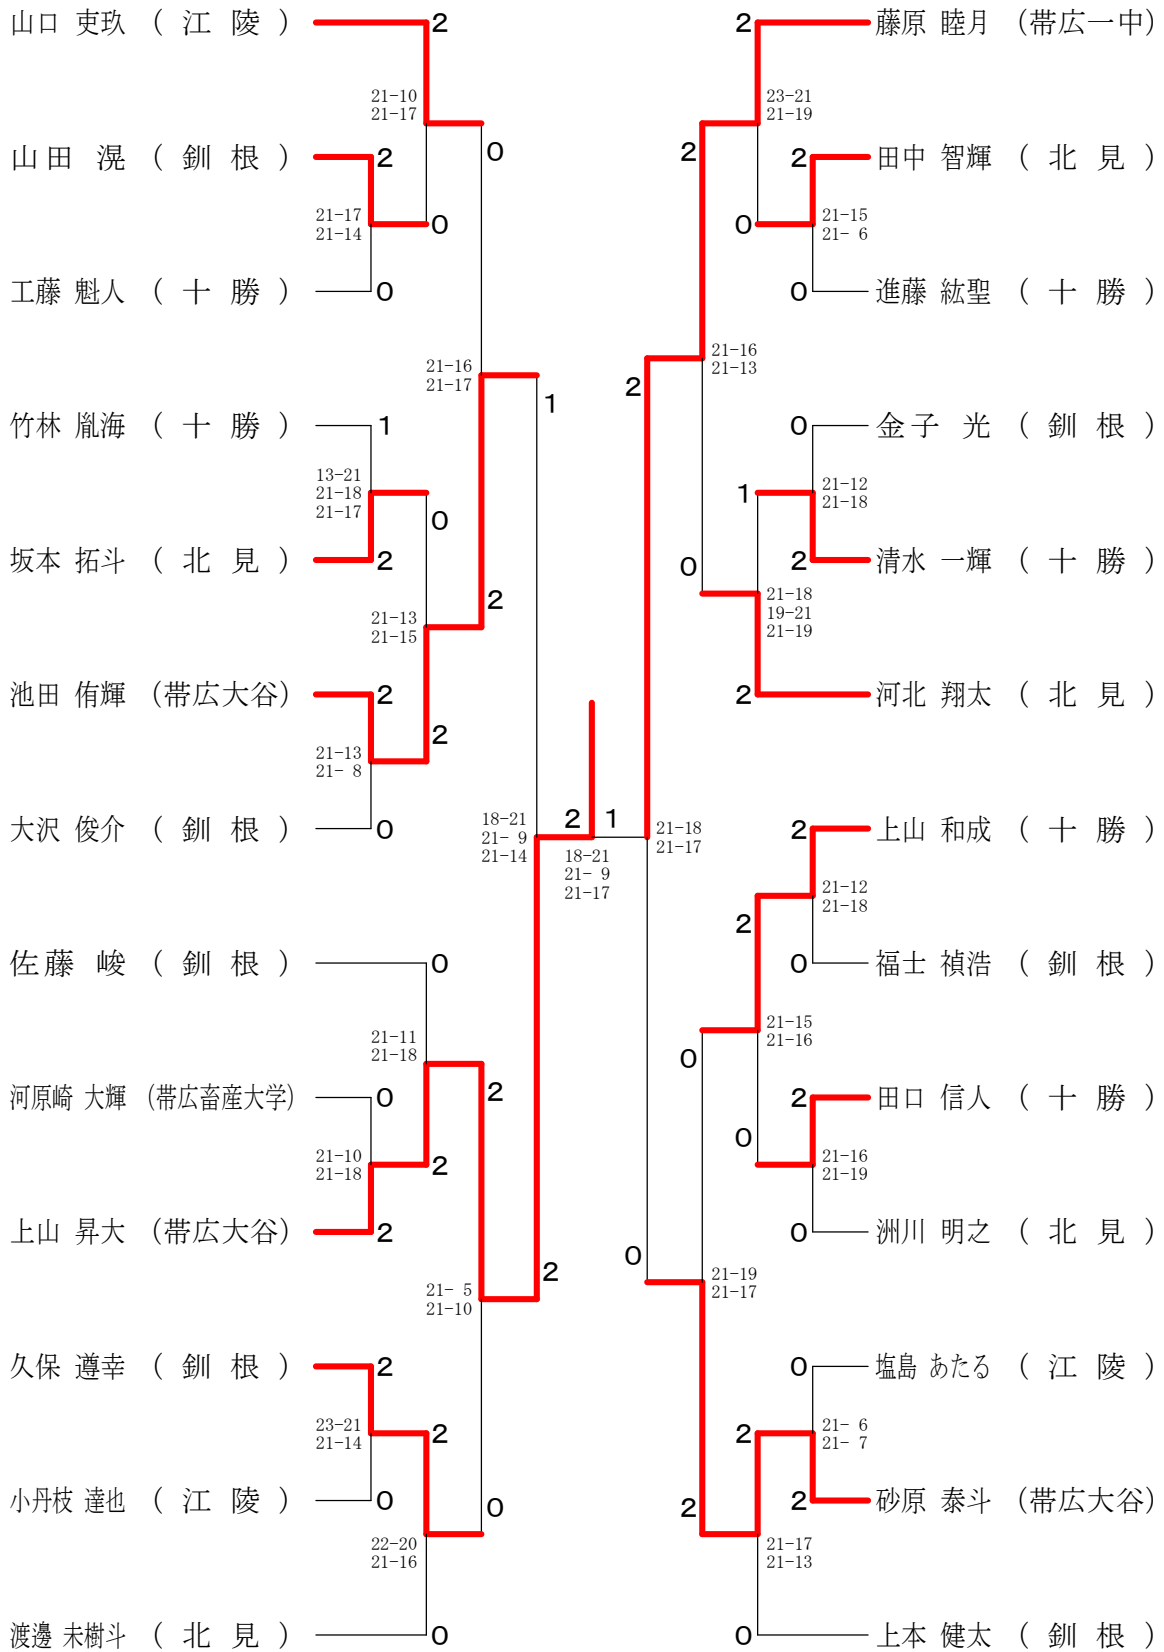 山口 吏玖 ( 江 陵 ) 2 2 藤原 睦月 (帯広一中)
21-10 23-21
21-17 21-19
山田 滉 ( 釧 根 ) 2 0 2 2 田中 智輝 ( 北 見 )
21-17 0 0 21-15
21-14 21- 6
工藤 魁人 ( 十 勝 ) 0 0 進藤 紘聖 ( 十 勝 )
21-16 21-16
21-17 21-13
1 2
竹林 胤海 ( 十 勝 ) 1 0 金子 光 ( 釧 根 )
13-21 21-12
21-18 1 21-18
21-17 0
坂本 拓斗 ( 北 見 ) 2 0 2 清水 一輝 ( 十 勝 )
21-13 2 21-18
21-15 19-21
21-19
池田 侑輝 (帯広大谷) 2 2 河北 翔太 ( 北 見 )
21-13 2
21- 8
大沢 俊介 ( 釧 根 ) 0 2 1 2 上山 和成 ( 十 勝 )
18-21 21-18
21- 9 21-17
21-14 18-21
21- 9 21-12
21-17 21-18
2
佐藤 峻 ( 釧 根 ) 0 0 福士 禎浩 ( 釧 根 )
21-11 21-15
21-18 21-16
0
河原崎 大輝 (帯広畜産大学) 0 2 2 田口 信人 ( 十 勝 )
21-10 2 0 21-16
21-18 21-19
上山 昇大 (帯広大谷) 2 0 洲川 明之 ( 北 見 )
2 0
21- 5 21-19
21-10 21-17
久保 遵幸 ( 釧 根 ) 2 0 塩島 あたる ( 江 陵 )
23-21 2 2 21- 6
21-14 21- 7
小丹枝 達也 ( 江 陵 ) 0 0 2 2 砂原 泰斗 (帯広大谷)
22-20 21-17
21-16 21-13
渡邊 未樹斗 ( 北 見 ) 0 0 上本 健太 ( 釧 根 )